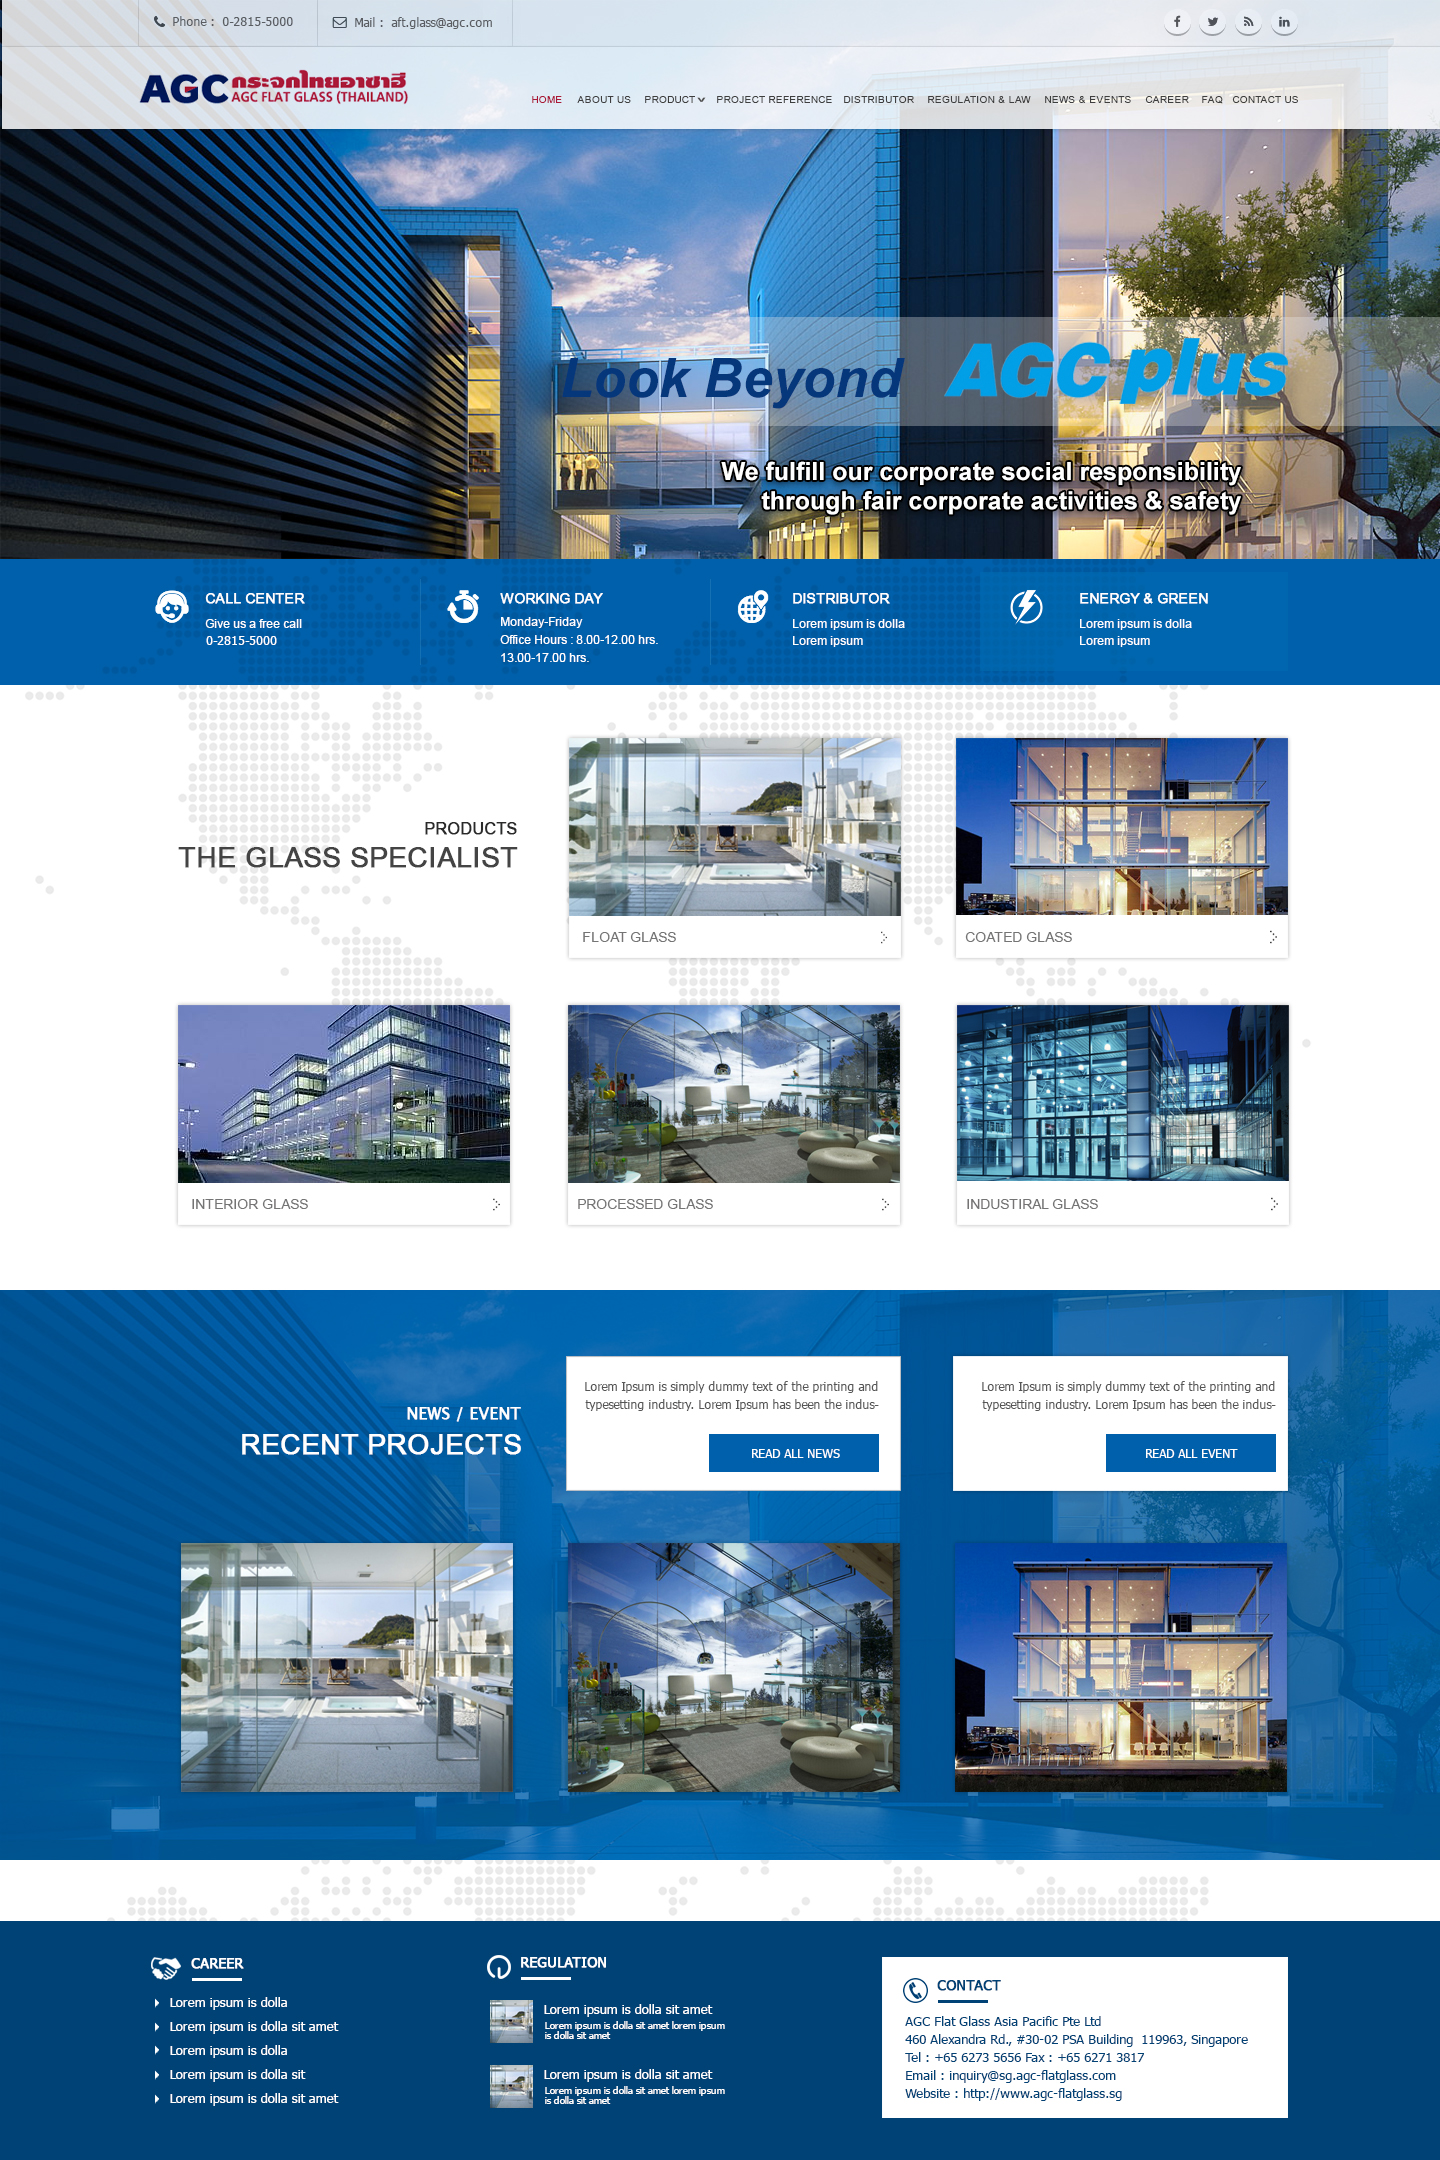 Phone : 0-2815-5000
Mail : aft.glass@agc.com
AGC กระจกไทยอาซาฮี
AGC FLAT GLASS (THAILAND)
HOME ABOUT US PRODUCT PROJECT REFERENCE DISTRIBUTOR REGULATION & LAW NEWS & EVENTS CAREER FAQ CONTACT US
Look Beyond AGC plus
We fulfill our corporate social responsibility
through fair corporate activities & safety
CALL CENTER
Give us a free call
0-2815-5000
WORKING DAY
Monday-Friday
Office Hours : 8.00-12.00 hrs.
13.00-17.00 hrs.
DISTRIBUTOR
Lorem ipsum is dolla
Lorem ipsum
ENERGY & GREEN
Lorem ipsum is dolla
Lorem ipsum
PRODUCTS
THE GLASS SPECIALIST
FLOAT GLASS
COATED GLASS
INTERIOR GLASS
PROCESSED GLASS
INDUSTIRAL GLASS
NEWS / EVENT
RECENT PROJECTS
Lorem Ipsum is simply dummy text of the printing and
typesetting industry. Lorem Ipsum has been the indus-
READ ALL NEWS
Lorem Ipsum is simply dummy text of the printing and
typesetting industry. Lorem Ipsum has been the indus-
READ ALL EVENT
CAREER
Lorem ipsum is dolla
Lorem ipsum is dolla sit amet
Lorem ipsum is dolla
Lorem ipsum is dolla sit
Lorem ipsum is dolla sit amet
REGULATION
Lorem ipsum is dolla sit amet
Lorem ipsum is dolla sit amet lorem ipsum
is dolla sit amet
Lorem ipsum is dolla sit amet
Lorem ipsum is dolla sit amet lorem ipsum
is dolla sit amet
CONTACT
AGC Flat Glass Asia Pacific Pte Ltd
460 Alexandra Rd., #30-02 PSA Building 119963, Singapore
Tel : +65 6273 5656 Fax : +65 6271 3817
Email : inquiry@sg.agc-flatglass.com
Website : http://www.agc-flatglass.sg